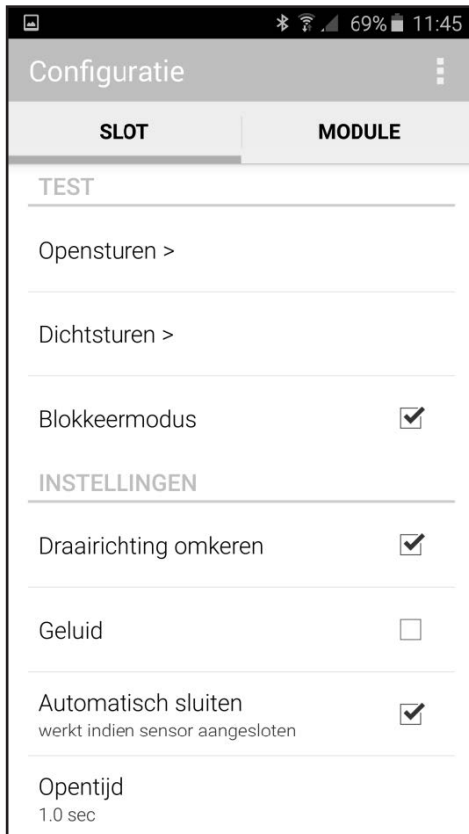 69% 11:45
Configuratie
SLOT MODULE
TEST
Opensturen >
Dichtsturen >
Blokkeermodus
INSTELLINGEN
Draairichting omkeren
Geluid
Automatisch sluiten
werkt indien sensor aangesloten
Opentijd
1.0 sec